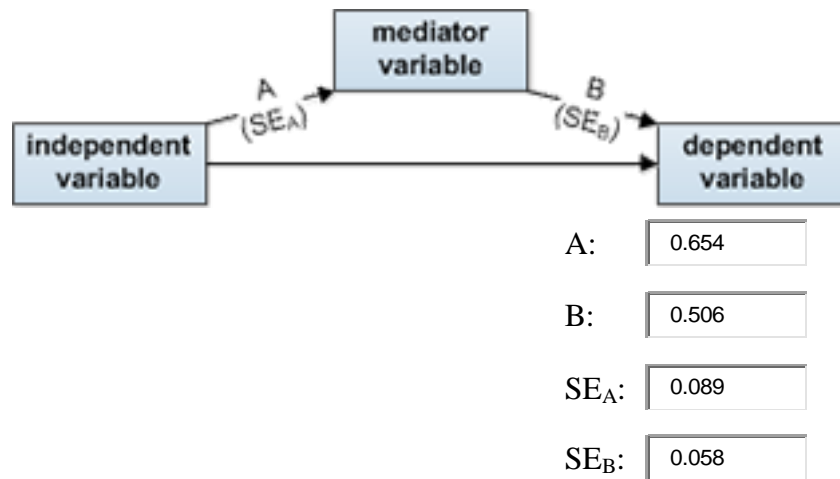 mediator
variable
A
(SEA)
B
(SEB)
independent
variable
dependent
variable
A: 0.654
B: 0.506
SEA: 0.089
SEB: 0.058